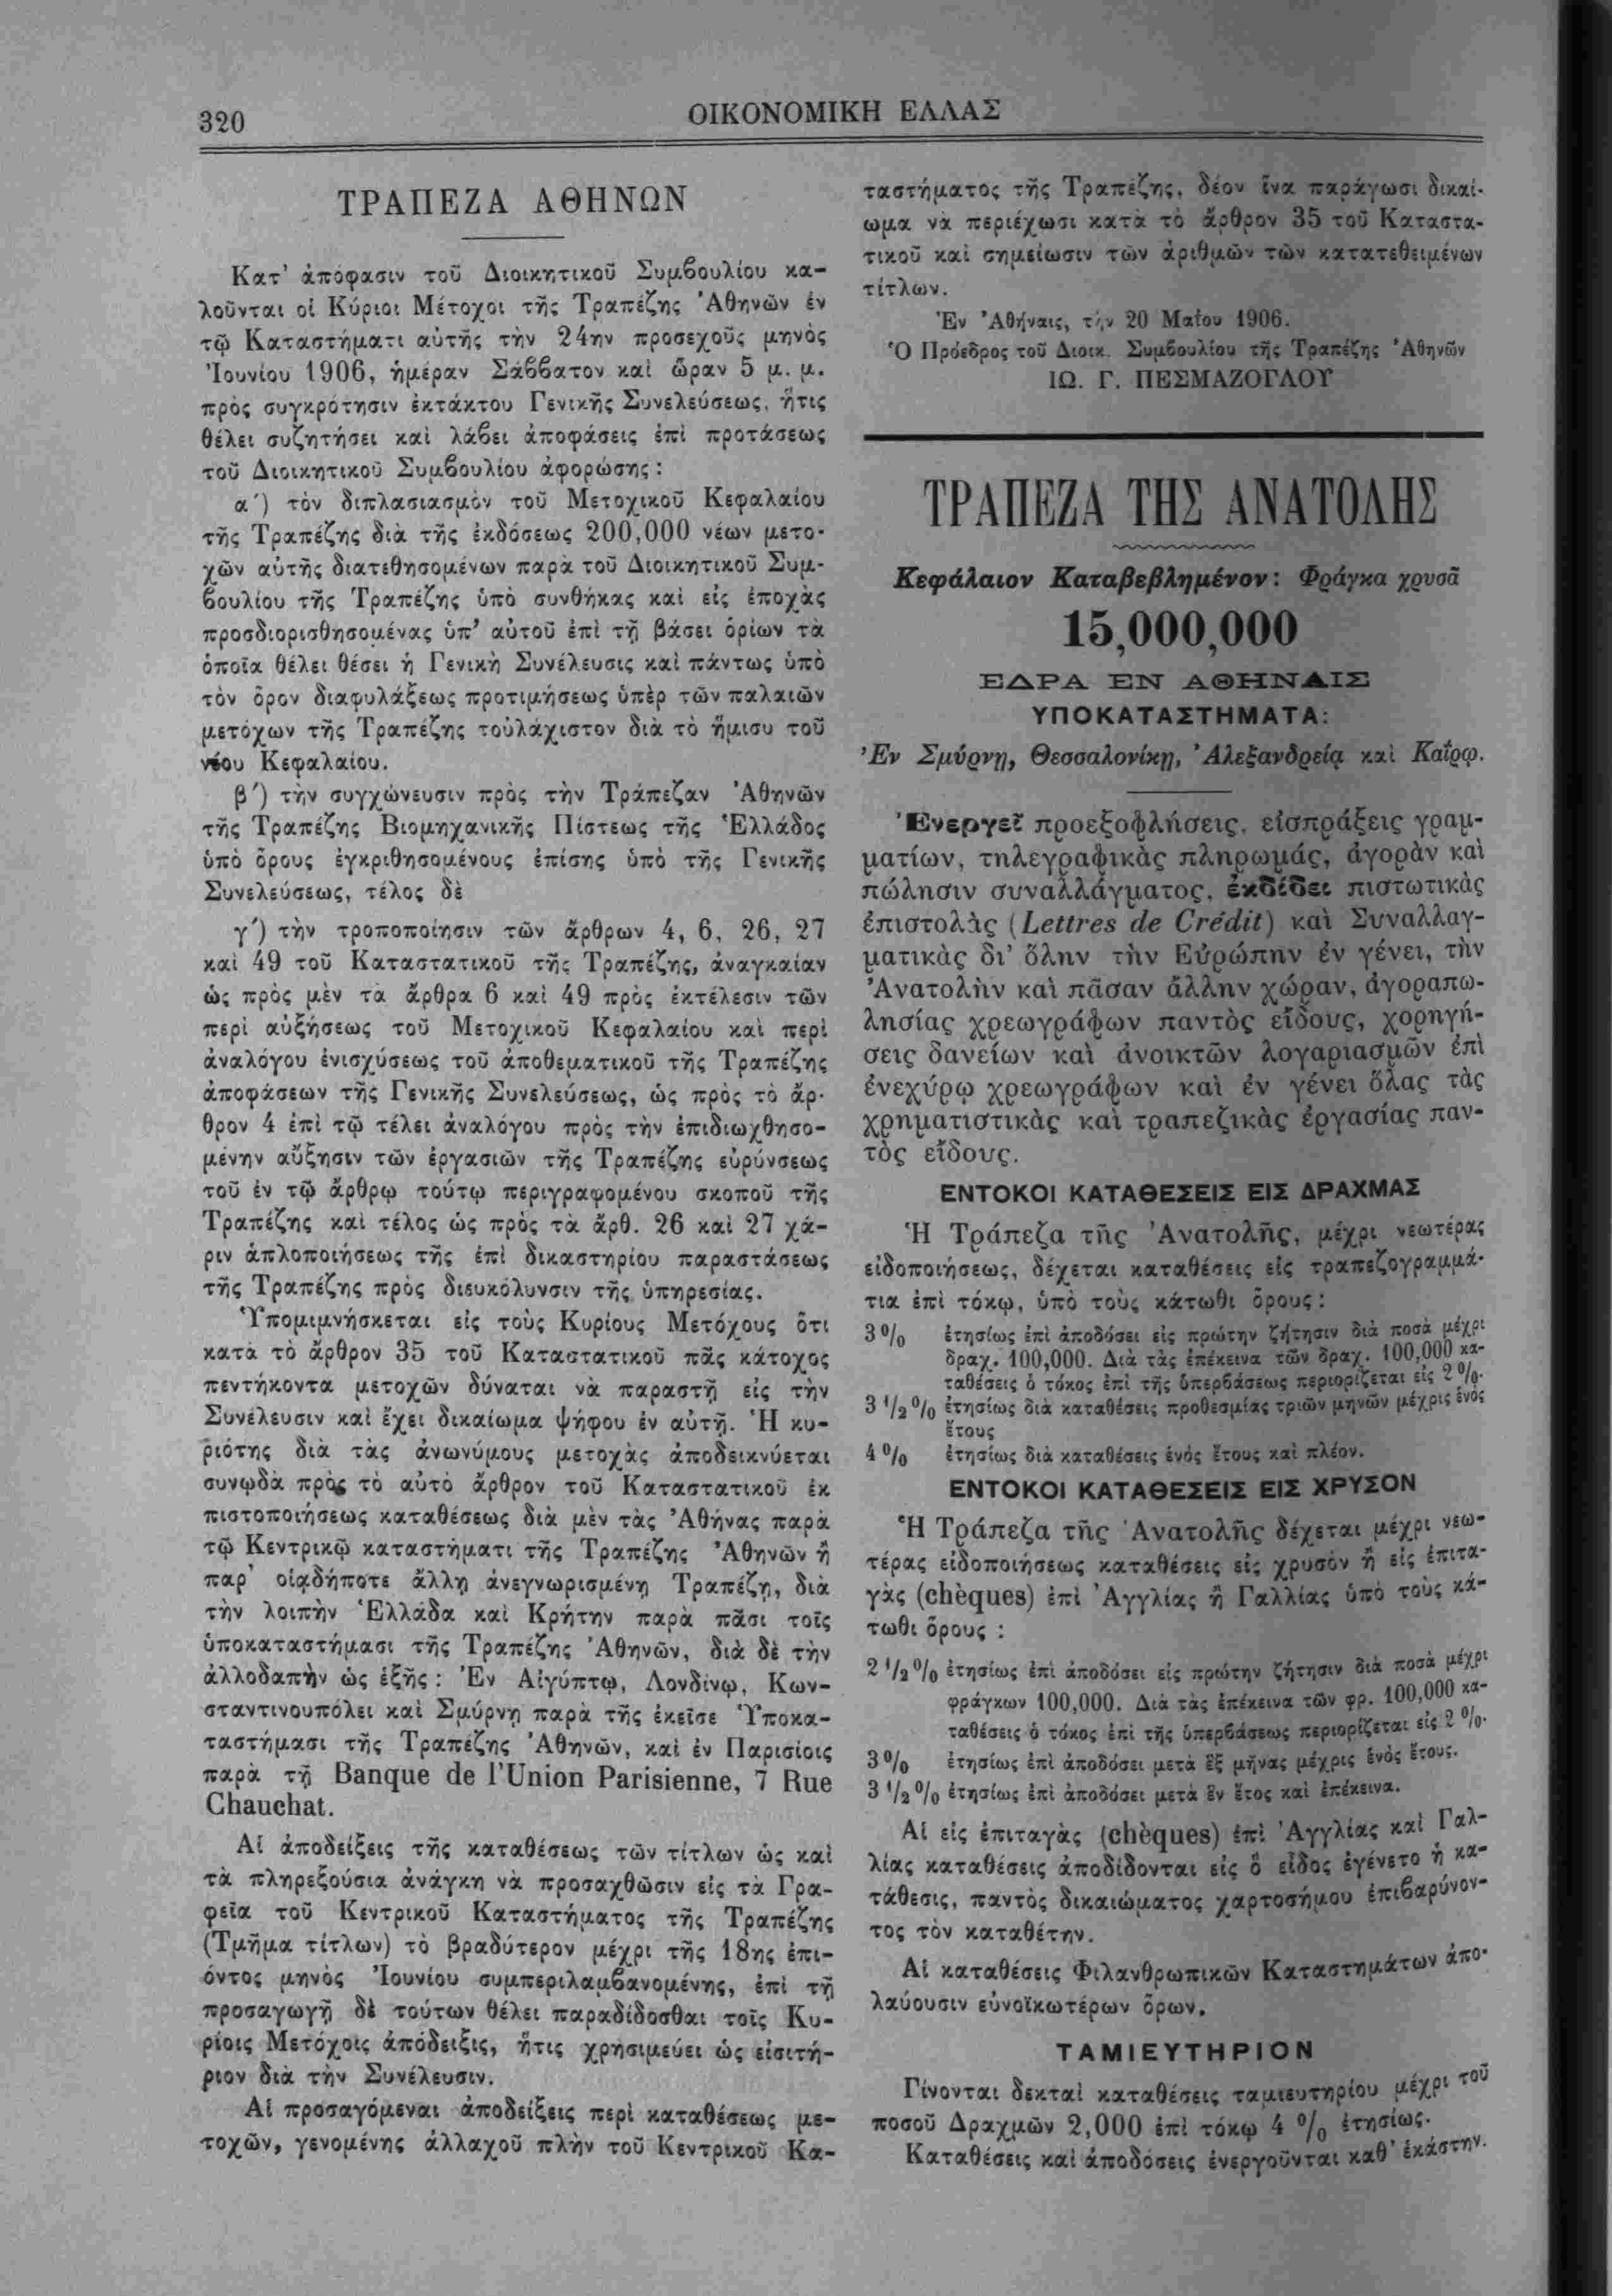 320
ΟΙΚΟΝΟΜΙΚΗ ΕΛΛΑΣ
ΤΡΑΠΕΖΑ ΑΘΗΝΩΝ
Κατ' ἀπόφασιν τοῦ Διοικητικοῦ Συμβουλίου κα-
λοῦνται οἱ Κύριοι Μέτοχοι τῆς Τραπέζης Ἀθηνῶν ἐν
τῷ Καταστήματι αὐτῆς τὴν 24ην προσεχοῦς μηνὸς
Ἰουνίου 1906, ἡμέραν Σάββατον καὶ ὥραν 5 μ. μ.
πρὸς συγκρότησιν ἐκτάκτου Γενικῆς Συνελεύσεως, ἥτις
θέλει συζητήσει καὶ λάβει ἀποφάσεις ἐπὶ προτάσεως
τοῦ Διοικητικοῦ Συμβουλίου ἀφορώσης :
α΄) τὸν διπλασιασμὸν τοῦ Μετοχικοῦ Κεφαλαίου
τῆς Τραπέζης διὰ τῆς ἐκδόσεως 200,000 νέων μετο-
χῶν αὐτῆς διατεθησομένων παρὰ τοῦ Διοικητικοῦ Συμ-
βουλίου τῆς Τραπέζης ὑπὸ συνθήκας καὶ εἰς ἐποχὰς
προσδιορισθησομένας ὑπ' αὐτοῦ ἐπὶ τῇ βάσει ὁρίων τὰ
ὁποῖα θέλει θέσει ἡ Γενικὴ Συνέλευσις καὶ πάντως ὑπὸ
τὸν ὅρον διαφυλάξεως προτιμήσεως ὑπὲρ τῶν παλαιῶν
μετόχων τῆς Τραπέζης τοὐλάχιστον διὰ τὸ ἥμισυ τοῦ
νέου Κεφαλαίου.
β΄) τὴν συγχώνευσιν πρὸς τὴν Τράπεζαν Ἀθηνῶν
τῆς Τραπέζης Βιομηχανικῆς Πίστεως τῆς Ἑλλάδος
ὑπὸ ὅρους ἐγκριθησομένους ἐπίσης ὑπὸ τῆς Γενικῆς
Συνελεύσεως, τέλος δὲ
γ΄) τὴν τροποποίησιν τῶν ἄρθρων 4, 6, 26, 27
καὶ 49 τοῦ Καταστατικοῦ τῆς Τραπέζης, ἀναγκαίαν
ὡς πρὸς μὲν τὰ ἄρθρα 6 καὶ 49 πρὸς ἐκτέλεσιν τῶν
περὶ αὐξήσεως τοῦ Μετοχικοῦ Κεφαλαίου καὶ περὶ
ἀναλόγου ἐνισχύσεως τοῦ ἀποθεματικοῦ τῆς Τραπέζης
ἀποφάσεων τῆς Γενικῆς Συνελεύσεως, ὡς πρὸς τὸ ἄρ-
θρον 4 ἐπὶ τῷ τέλει ἀναλόγου πρὸς τὴν ἐπιδιωχθησο-
μένην αὔξησιν τῶν ἐργασιῶν τῆς Τραπέζης εὐρύνσεως
τοῦ ἐν τῷ ἄρθρῳ τούτῳ περιγραφομένου σκοποῦ τῆς
Τραπέζης καὶ τέλος ὡς πρὸς τὰ ἄρθ. 26 καὶ 27 χά-
ριν ἁπλοποιήσεως τῆς ἐπὶ δικαστηρίου παραστάσεως
τῆς Τραπέζης πρὸς διευκόλυνσιν τῆς ὑπηρεσίας.
Ὑπομιμνήσκεται εἰς τοὺς Κυρίους Μετόχους ὅτι
κατὰ τὸ ἄρθρον 35 τοῦ Καταστατικοῦ πᾶς κάτοχος
πεντήκοντα μετοχῶν δύναται νὰ παραστῇ εἰς τὴν
Συνέλευσιν καὶ ἔχει δικαίωμα ψήφου ἐν αὐτῇ. Ἡ κυ-
ριότης διὰ τὰς ἀνωνύμους μετοχὰς ἀποδεικνύεται
συνῳδὰ πρὸς τὸ αὐτὸ ἄρθρον τοῦ Καταστατικοῦ ἐκ
πιστοποιήσεως καταθέσεως διὰ μὲν τὰς Ἀθήνας παρὰ
τῷ Κεντρικῷ καταστήματι τῆς Τραπέζης Ἀθηνῶν ἢ
παρ' οἱᾳδήποτε ἄλλῃ ἀνεγνωρισμένῃ Τραπέζῃ, διὰ
τὴν λοιπὴν Ἑλλάδα καὶ Κρήτην παρὰ πᾶσι τοῖς
ὑποκαταστήμασι τῆς Τραπέζης Ἀθηνῶν, διὰ δὲ τὴν
ἀλλοδαπὴν ὡς ἑξῆς : Ἐν Αἰγύπτῳ, Λονδίνῳ, Κων-
σταντινουπόλει καὶ Σμύρνῃ παρὰ τῆς ἐκεῖσε Ὑποκα-
ταστήμασι τῆς Τραπέζης Ἀθηνῶν, καὶ ἐν Παρισίοις
παρὰ τῇ Banque de l'Union Parisienne, 7 Rue
Chauchat.
Αἱ ἀποδείξεις τῆς καταθέσεως τῶν τίτλων ὡς καὶ
τὰ πληρεξούσια ἀνάγκη νὰ προσαχθῶσιν εἰς τὰ Γρα-
φεῖα τοῦ Κεντρικοῦ Καταστήματος τῆς Τραπέζης
(Τμῆμα τίτλων) τὸ βραδύτερον μέχρι τῆς 18ης ἐπι-
όντος μηνὸς Ἰουνίου συμπεριλαμβανομένης, ἐπὶ τῇ
προσαγωγῇ δὲ τούτων θέλει παραδίδοσθαι τοῖς Κυ-
ρίοις Μετόχοις ἀπόδειξις, ἥτις χρησιμεύει ὡς εἰσιτή-
ριον διὰ τὴν Συνέλευσιν.
Αἱ προσαγόμεναι ἀποδείξεις περὶ καταθέσεως με-
τοχῶν, γενομένης ἀλλαχοῦ πλὴν τοῦ Κεντρικοῦ Κα-
ταστήματος τῆς Τραπέζης, δέον ἵνα παράγωσι δικαί-
ωμα νὰ περιέχωσι κατὰ τὸ ἄρθρον 35 τοῦ Καταστα-
τικοῦ καὶ σημείωσιν τῶν ἀριθμῶν τῶν κατατεθειμένων
τίτλων.
Ἐν Ἀθήναις, τὴν 20 Μαΐου 1906.
Ὁ Πρόεδρος τοῦ Διοικ. Συμβουλίου τῆς Τραπέζης Ἀθηνῶν
ΙΩ. Γ. ΠΕΣΜΑΖΟΓΛΟΥ
ΤΡΑΠΕΖΑ ΤΗΣ ΑΝΑΤΟΛΗΣ
Κεφάλαιον Καταβεβλημένον : Φράγκα χρυσᾶ
15,000,000
ΕΔΡΑ ΕΝ ΑΘΗΝΑΙΣ
ΥΠΟΚΑΤΑΣΤΗΜΑΤΑ:
Ἐν Σμύρνῃ, Θεσσαλονίκῃ, Ἀλεξανδρείᾳ καὶ Καΐρῳ.
Ἐνεργεῖ προεξοφλήσεις, εἰσπράξεις γραμ-
ματίων, τηλεγραφικὰς πληρωμάς, ἀγορὰν καὶ
πώλησιν συναλλάγματος, ἐκδίδει πιστωτικὰς
ἐπιστολὰς (Lettres de Crédit) καὶ Συναλλαγ-
ματικὰς δι' ὅλην τὴν Εὐρώπην ἐν γένει, τὴν
Ἀνατολὴν καὶ πᾶσαν ἄλλην χώραν, ἀγοραπω-
λησίας χρεωγράφων παντὸς εἴδους, χορηγή-
σεις δανείων καὶ ἀνοικτῶν λογαριασμῶν ἐπὶ
ἐνεχύρῳ χρεωγράφων καὶ ἐν γένει ὅλας τὰς
χρηματιστικὰς καὶ τραπεζικὰς ἐργασίας παν-
τὸς εἴδους.
ΕΝΤΟΚΟΙ ΚΑΤΑΘΕΣΕΙΣ ΕΙΣ ΔΡΑΧΜΑΣ
Ἡ Τράπεζα τῆς Ἀνατολῆς, μέχρι νεωτέρας
εἰδοποιήσεως, δέχεται καταθέσεις εἰς τραπεζογραμμά-
τια ἐπὶ τόκῳ, ὑπὸ τοὺς κάτωθι ὅρους :
3% ἐτησίως ἐπὶ ἀποδόσει εἰς πρώτην ζήτησιν διὰ ποσὰ μέχρι
δραχ. 100,000. Διὰ τὰς ἐπέκεινα τῶν δραχ. 100,000 κα-
ταθέσεις ὁ τόκος ἐπὶ τῆς ὑπερβάσεως περιορίζεται εἰς 2%.
3 1/2% ἐτησίως διὰ καταθέσεις προθεσμίας τριῶν μηνῶν μέχρις ἑνὸς
ἔτους
4% ἐτησίως διὰ καταθέσεις ἑνὸς ἔτους καὶ πλέον.
ΕΝΤΟΚΟΙ ΚΑΤΑΘΕΣΕΙΣ ΕΙΣ ΧΡΥΣΟΝ
Ἡ Τράπεζα τῆς Ἀνατολῆς δέχεται μέχρι νεω-
τέρας εἰδοποιήσεως καταθέσεις εἰς χρυσὸν ἢ εἰς ἐπιτα-
γὰς (chèques) ἐπὶ Ἀγγλίας ἢ Γαλλίας ὑπὸ τοὺς κά-
τωθι ὅρους :
2 1/2% ἐτησίως ἐπὶ ἀποδόσει εἰς πρώτην ζήτησιν διὰ ποσὰ μέχρι
φράγκων 100,000. Διὰ τὰς ἐπέκεινα τῶν φρ. 100,000 κα-
ταθέσεις ὁ τόκος ἐπὶ τῆς ὑπερβάσεως περιορίζεται εἰς 2%.
3% ἐτησίως ἐπὶ ἀποδόσει μετὰ ἓξ μῆνας μέχρις ἑνὸς ἔτους.
3 1/2% ἐτησίως ἐπὶ ἀποδόσει μετὰ ἓν ἔτος καὶ ἐπέκεινα.
Αἱ εἰς ἐπιταγὰς (chèques) ἐπὶ Ἀγγλίας καὶ Γαλ-
λίας καταθέσεις ἀποδίδονται εἰς ὃ εἶδος ἐγένετο ἡ κα-
τάθεσις, παντὸς δικαιώματος χαρτοσήμου ἐπιβαρύνον-
τος τὸν καταθέτην.
Αἱ καταθέσεις Φιλανθρωπικῶν Καταστημάτων ἀπο-
λαύουσιν εὐνοϊκωτέρων ὅρων.
ΤΑΜΙΕΥΤΗΡΙΟΝ
Γίνονται δεκταὶ καταθέσεις ταμιευτηρίου μέχρι τοῦ
ποσοῦ Δραχμῶν 2,000 ἐπὶ τόκῳ 4 % ἐτησίως.
Καταθέσεις καὶ ἀποδόσεις ἐνεργοῦνται καθ' ἑκάστην.